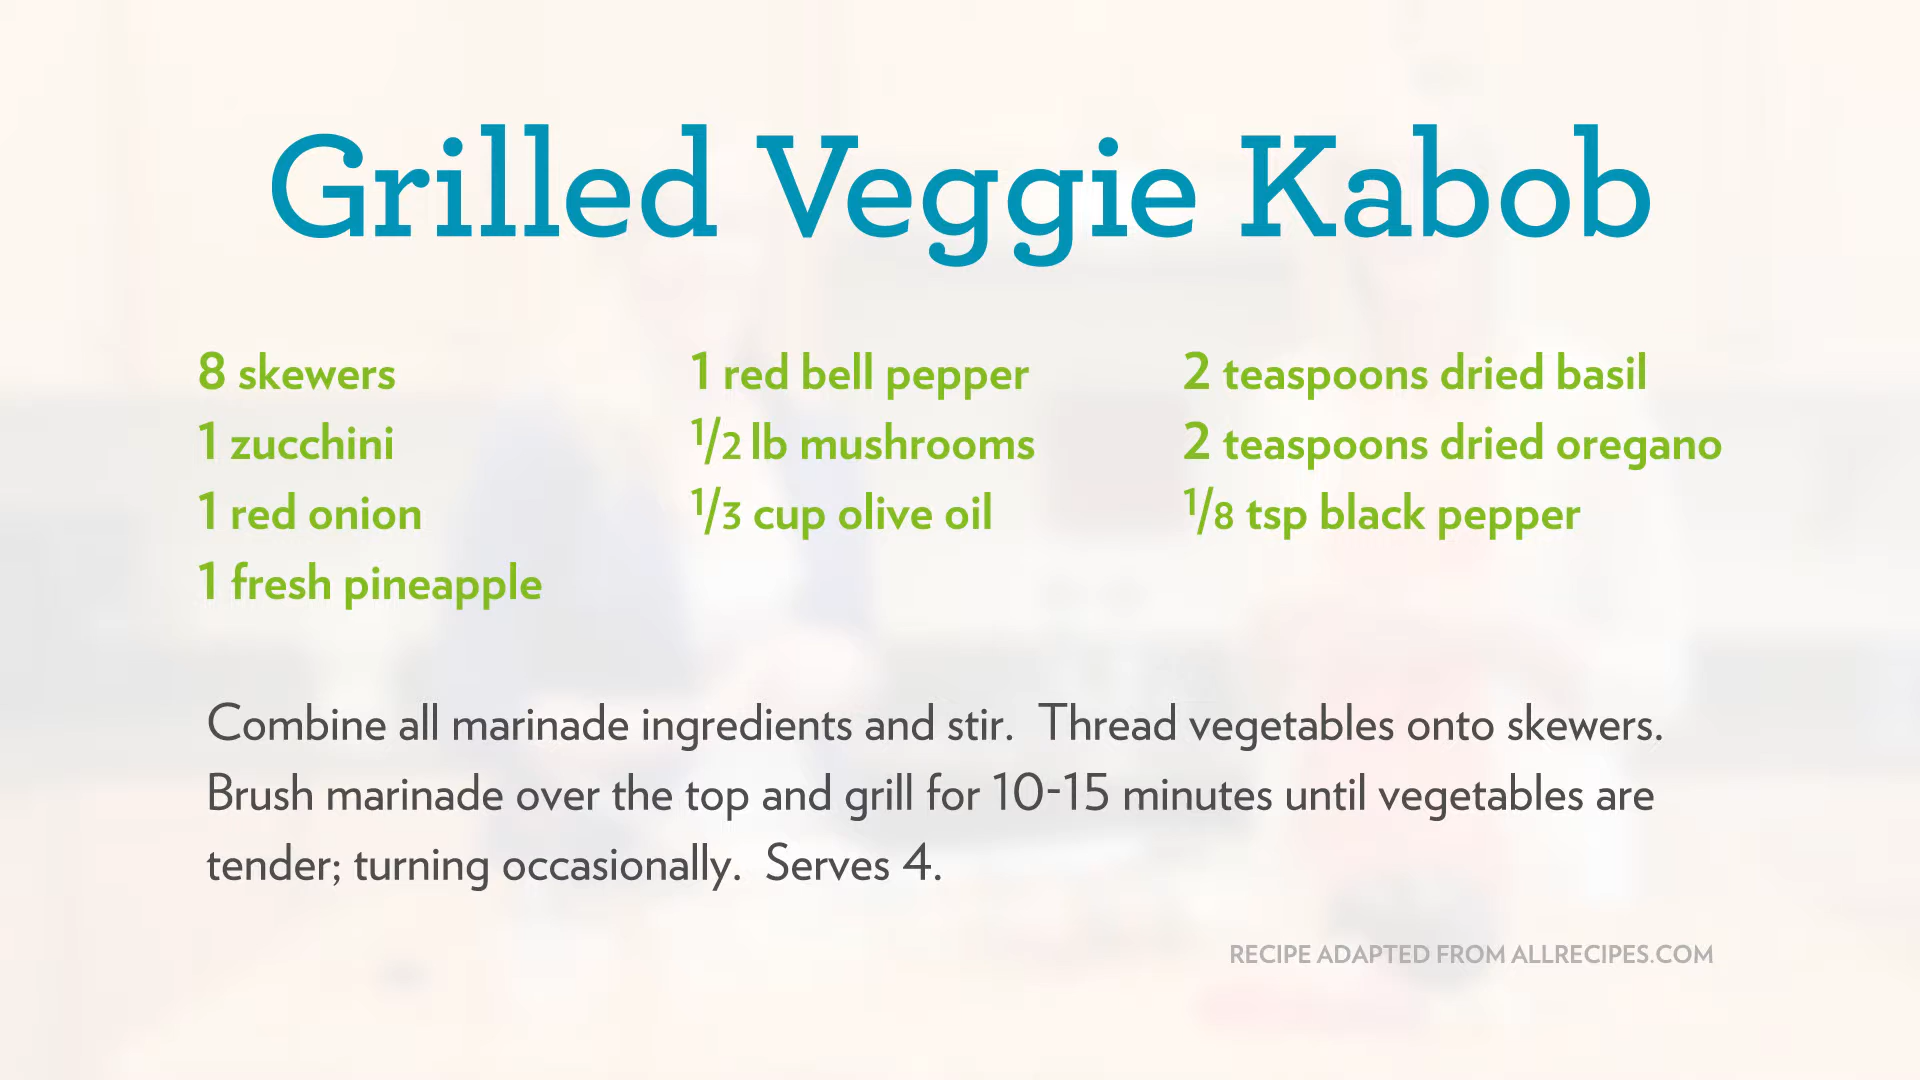 Grilled Veggie Kabob
8 skewers
1 zucchini
1 red onion
1 fresh pineapple
1 red bell pepper
1/2 lb mushrooms
1/3 cup olive oil
2 teaspoons dried basil
2 teaspoons dried oregano
1/8 tsp black pepper
Combine all marinade ingredients and stir.  Thread vegetables onto skewers.
Brush marinade over the top and grill for 10-15 minutes until vegetables are
tender; turning occasionally.  Serves 4.
RECIPE ADAPTED FROM ALLRECIPES.COM